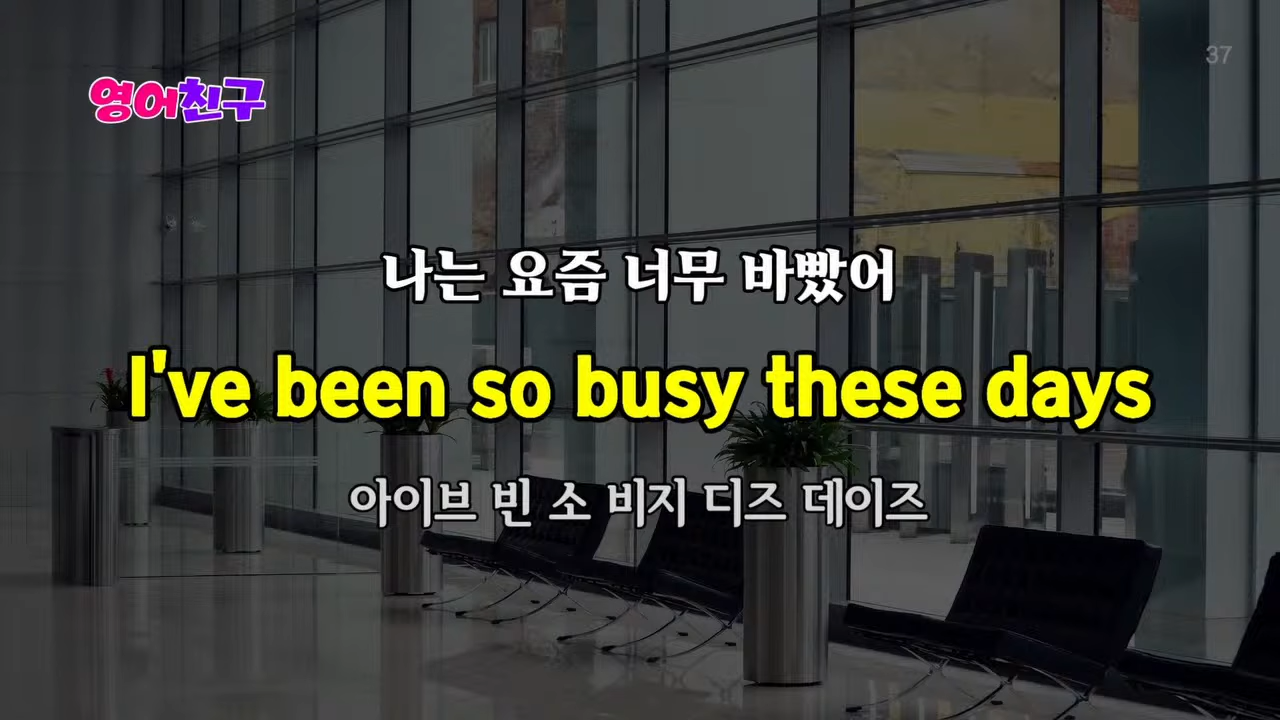 37
영어친구
나는 요즘 너무 바빴어
I've been so busy these days
아이브 빈 소 비지 디즈 데이즈